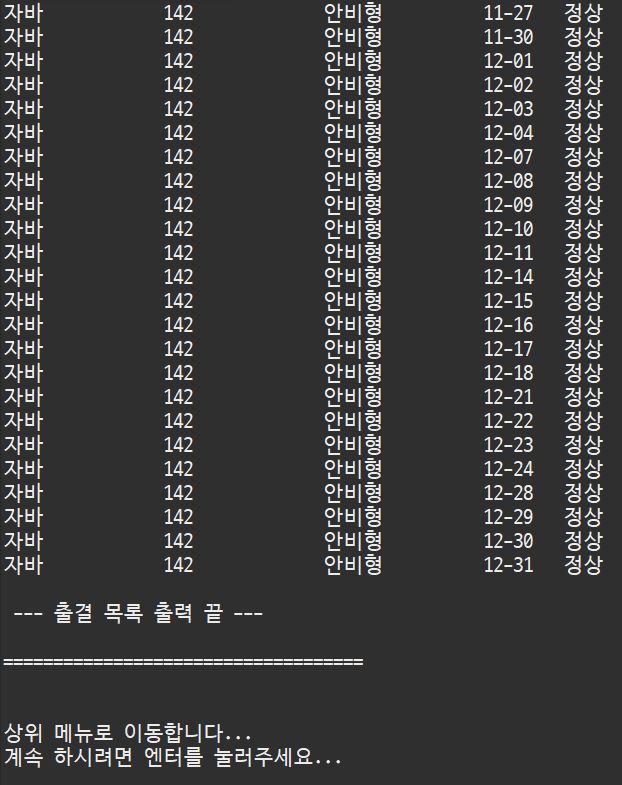 자바 142 안비형 11-27 정상
자바 142 안비형 11-30 정상
자바 142 안비형 12-01 정상
자바 142 안비형 12-02 정상
자바 142 안비형 12-03 정상
자바 142 안비형 12-04 정상
자바 142 안비형 12-07 정상
자바 142 안비형 12-08 정상
자바 142 안비형 12-09 정상
자바 142 안비형 12-10 정상
자바 142 안비형 12-11 정상
자바 142 안비형 12-14 정상
자바 142 안비형 12-15 정상
자바 142 안비형 12-16 정상
자바 142 안비형 12-17 정상
자바 142 안비형 12-18 정상
자바 142 안비형 12-21 정상
자바 142 안비형 12-22 정상
자바 142 안비형 12-23 정상
자바 142 안비형 12-24 정상
자바 142 안비형 12-28 정상
자바 142 안비형 12-29 정상
자바 142 안비형 12-30 정상
자바 142 안비형 12-31 정상
--- 출결 목록 출력 끝 ---
====================================
상위 메뉴로 이동합니다...
계속 하시려면 엔터를 눌러주세요...